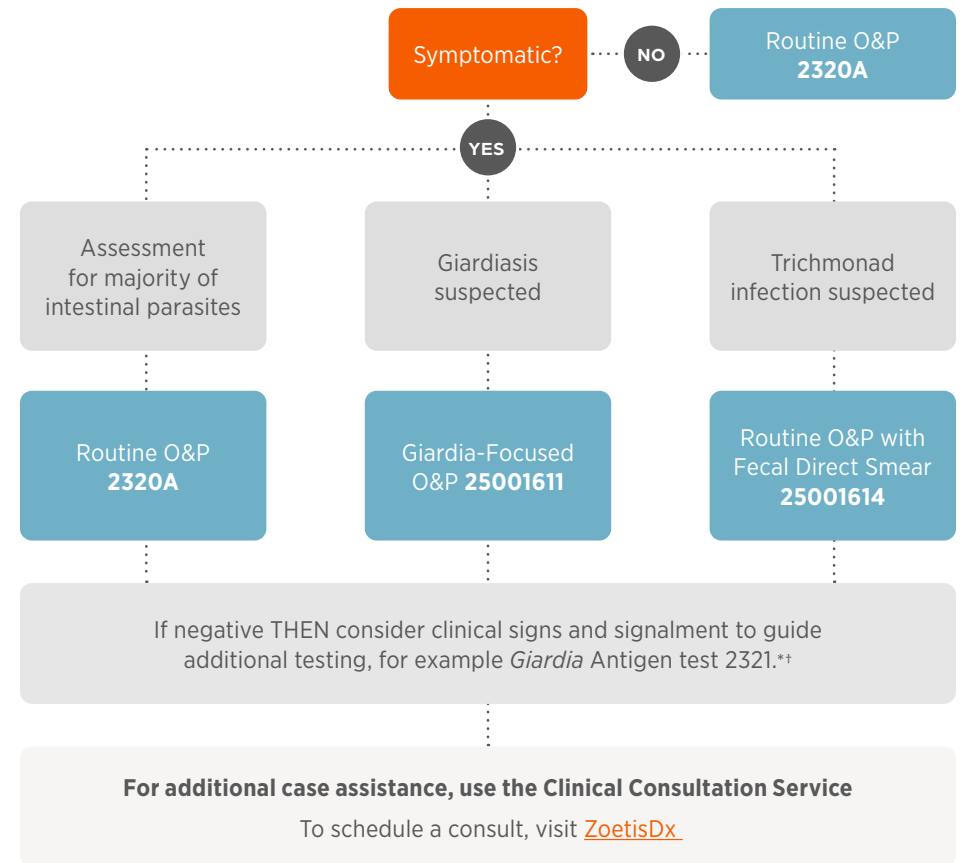 Symptomatic?
NO
Routine O&P
2320A
YES
Assessment
for majority of
intestinal parasites
Giardiasis
suspected
Trichmonad
infection suspected
Routine O&P
2320A
Giardia-Focused
O&P 25001611
Routine O&P with
Fecal Direct Smear
25001614
If negative THEN consider clinical signs and signalment to guide
additional testing, for example Giardia Antigen test 2321.*†
For additional case assistance, use the Clinical Consultation Service
To schedule a consult, visit ZoetisDx